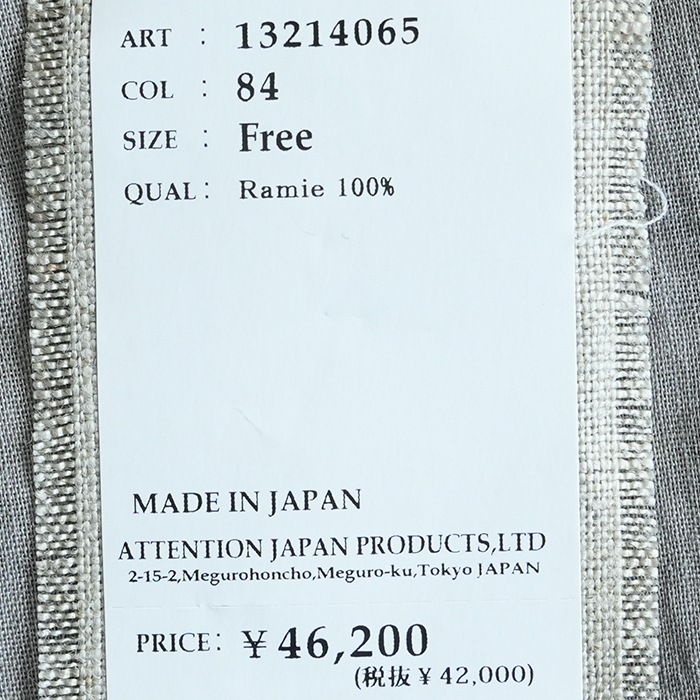 ART : 13214065
COL : 84
SIZE : Free
QUAL : Ramie 100%
MADE IN JAPAN
ATTENTION JAPAN PRODUCTS,LTD
2-15-2,Megurohoncho,Meguro-ku,Tokyo JAPAN
PRICE: ¥46,200
(税抜¥42,000)